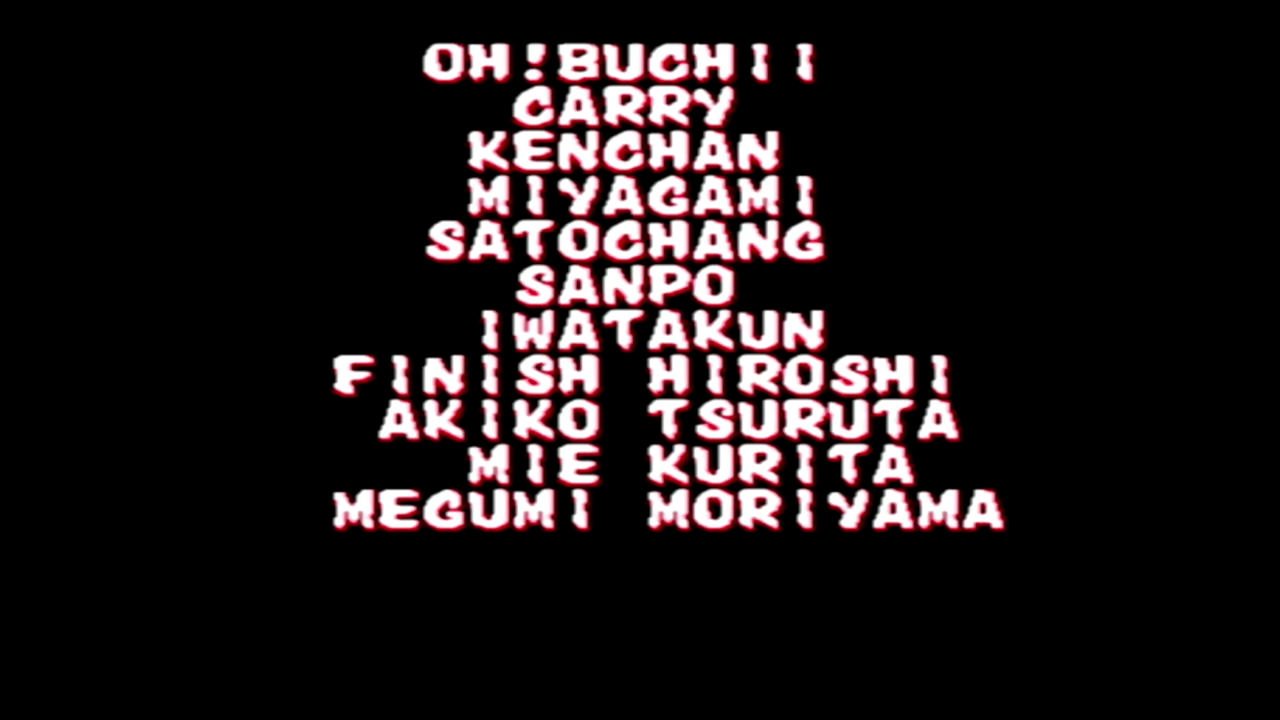 OH!BUCHII
CARRY
KENCHAN
MIYAGAMI
SATOCHANG
SANPO
IWATAKUN
FINISH HIROSHI
AKIKO TSURUTA
MIE KURITA
MEGUMI MORIYAMA